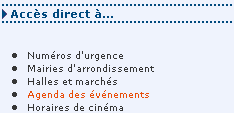 Accès direct à...
Numéros d'urgence
Mairies d'arrondissement
Halles et marchés
Agenda des événements
Horaires de cinéma